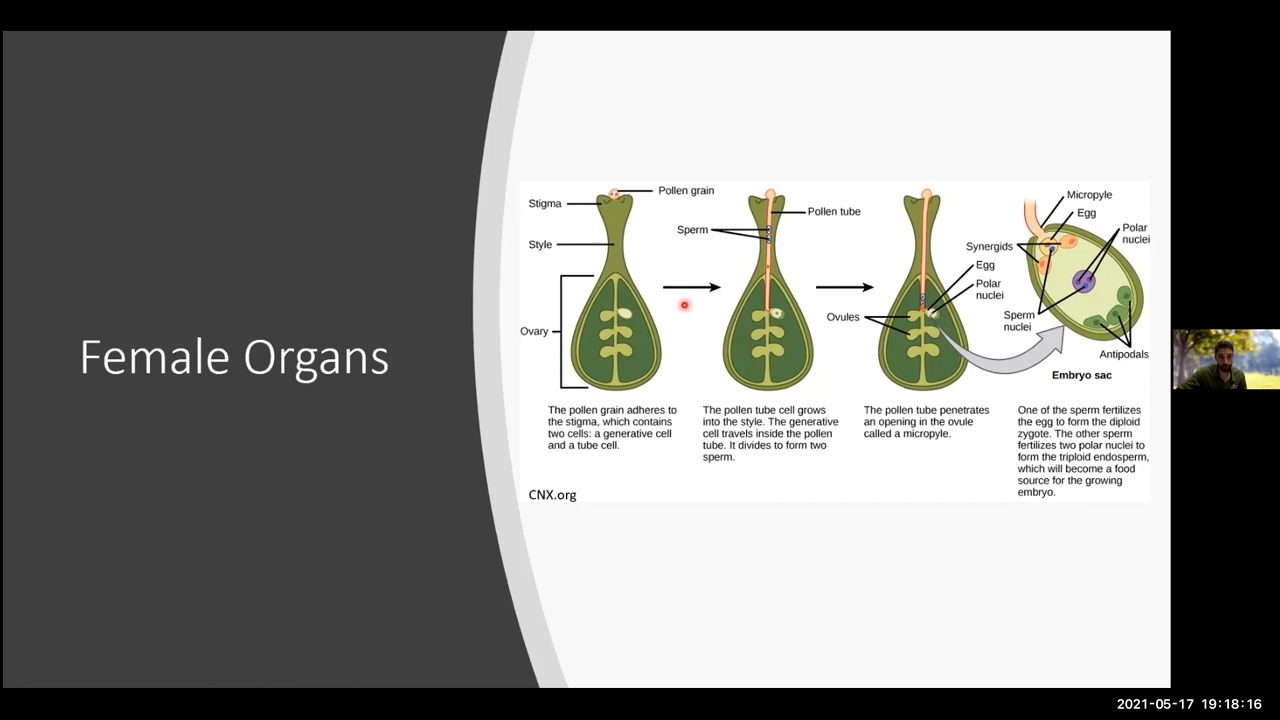 Female Organs
Pollen grain
Stigma
Style
Ovary
Sperm
Pollen tube
Ovules
Egg
Polar
nuclei
Micropyle
Egg
Polar
nuclei
Synergids
Sperm
nuclei
Antipodals
Embryo sac
The pollen grain adheres to
the stigma, which contains
two cells: a generative cell
and a tube cell.
The pollen tube cell grows
into the style. The generative
cell travels inside the pollen
tube. It divides to form two
sperm.
The pollen tube penetrates
an opening in the ovule
called a micropyle.
One of the sperm fertilizes
the egg to form the diploid
zygote. The other sperm
fertilizes two polar nuclei to
form the triploid endosperm,
which will become a food
source for the growing
embryo.
CNX.org
2021-05-17 19:18:16